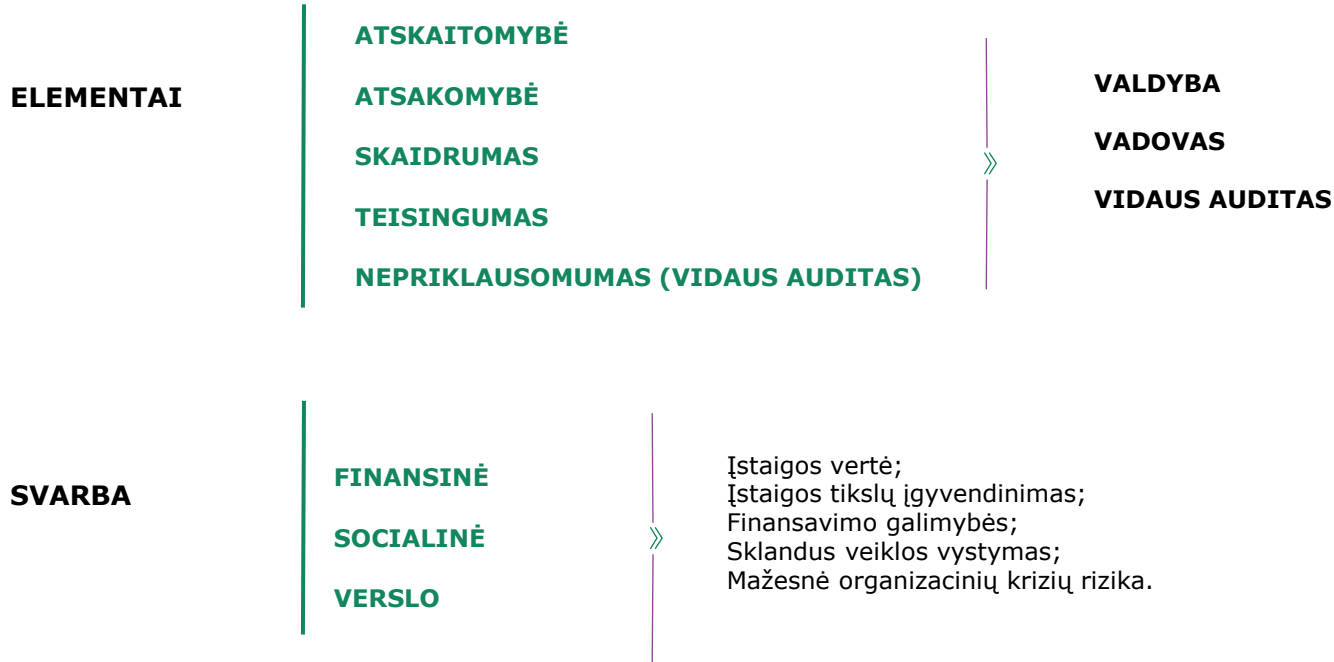 ELEMENTAI
ATSKAITOMYBĖ
ATSAKOMYBĖ
SKAIDRUMAS
TEISINGUMAS
NEPRIKLAUSOMUMAS (VIDAUS AUDITAS)
VALDYBA
VADOVAS
VIDAUS AUDITAS
SVARBA
FINANSINĖ
SOCIALINĖ
VERSLO
Įstaigos vertė;
Įstaigos tikslų įgyvendinimas;
Finansavimo galimybės;
Sklandus veiklos vystymas;
Mažesnė organizacinių krizių rizika.